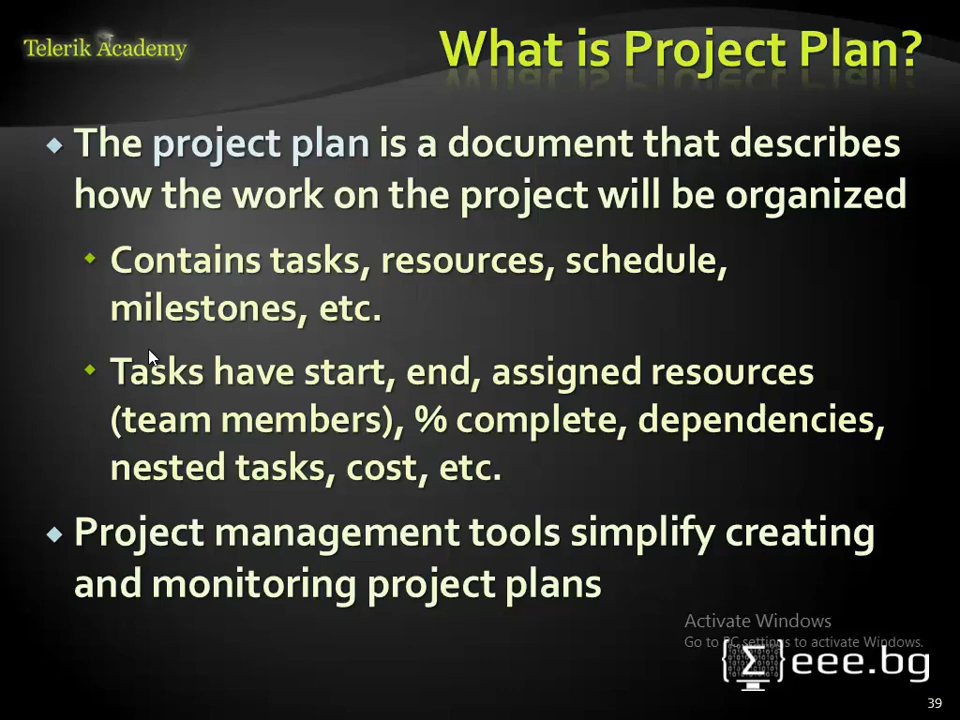 Telerik Academy
What is Project Plan?
The project plan is a document that describes
how the work on the project will be organized
Contains tasks, resources, schedule,
milestones, etc.
Tasks have start, end, assigned resources
(team members), % complete, dependencies,
nested tasks, cost, etc.
Project management tools simplify creating
and monitoring project plans
Activate Windows
Go to PC settings to activate Windows.
{Σ}eee.bg
39